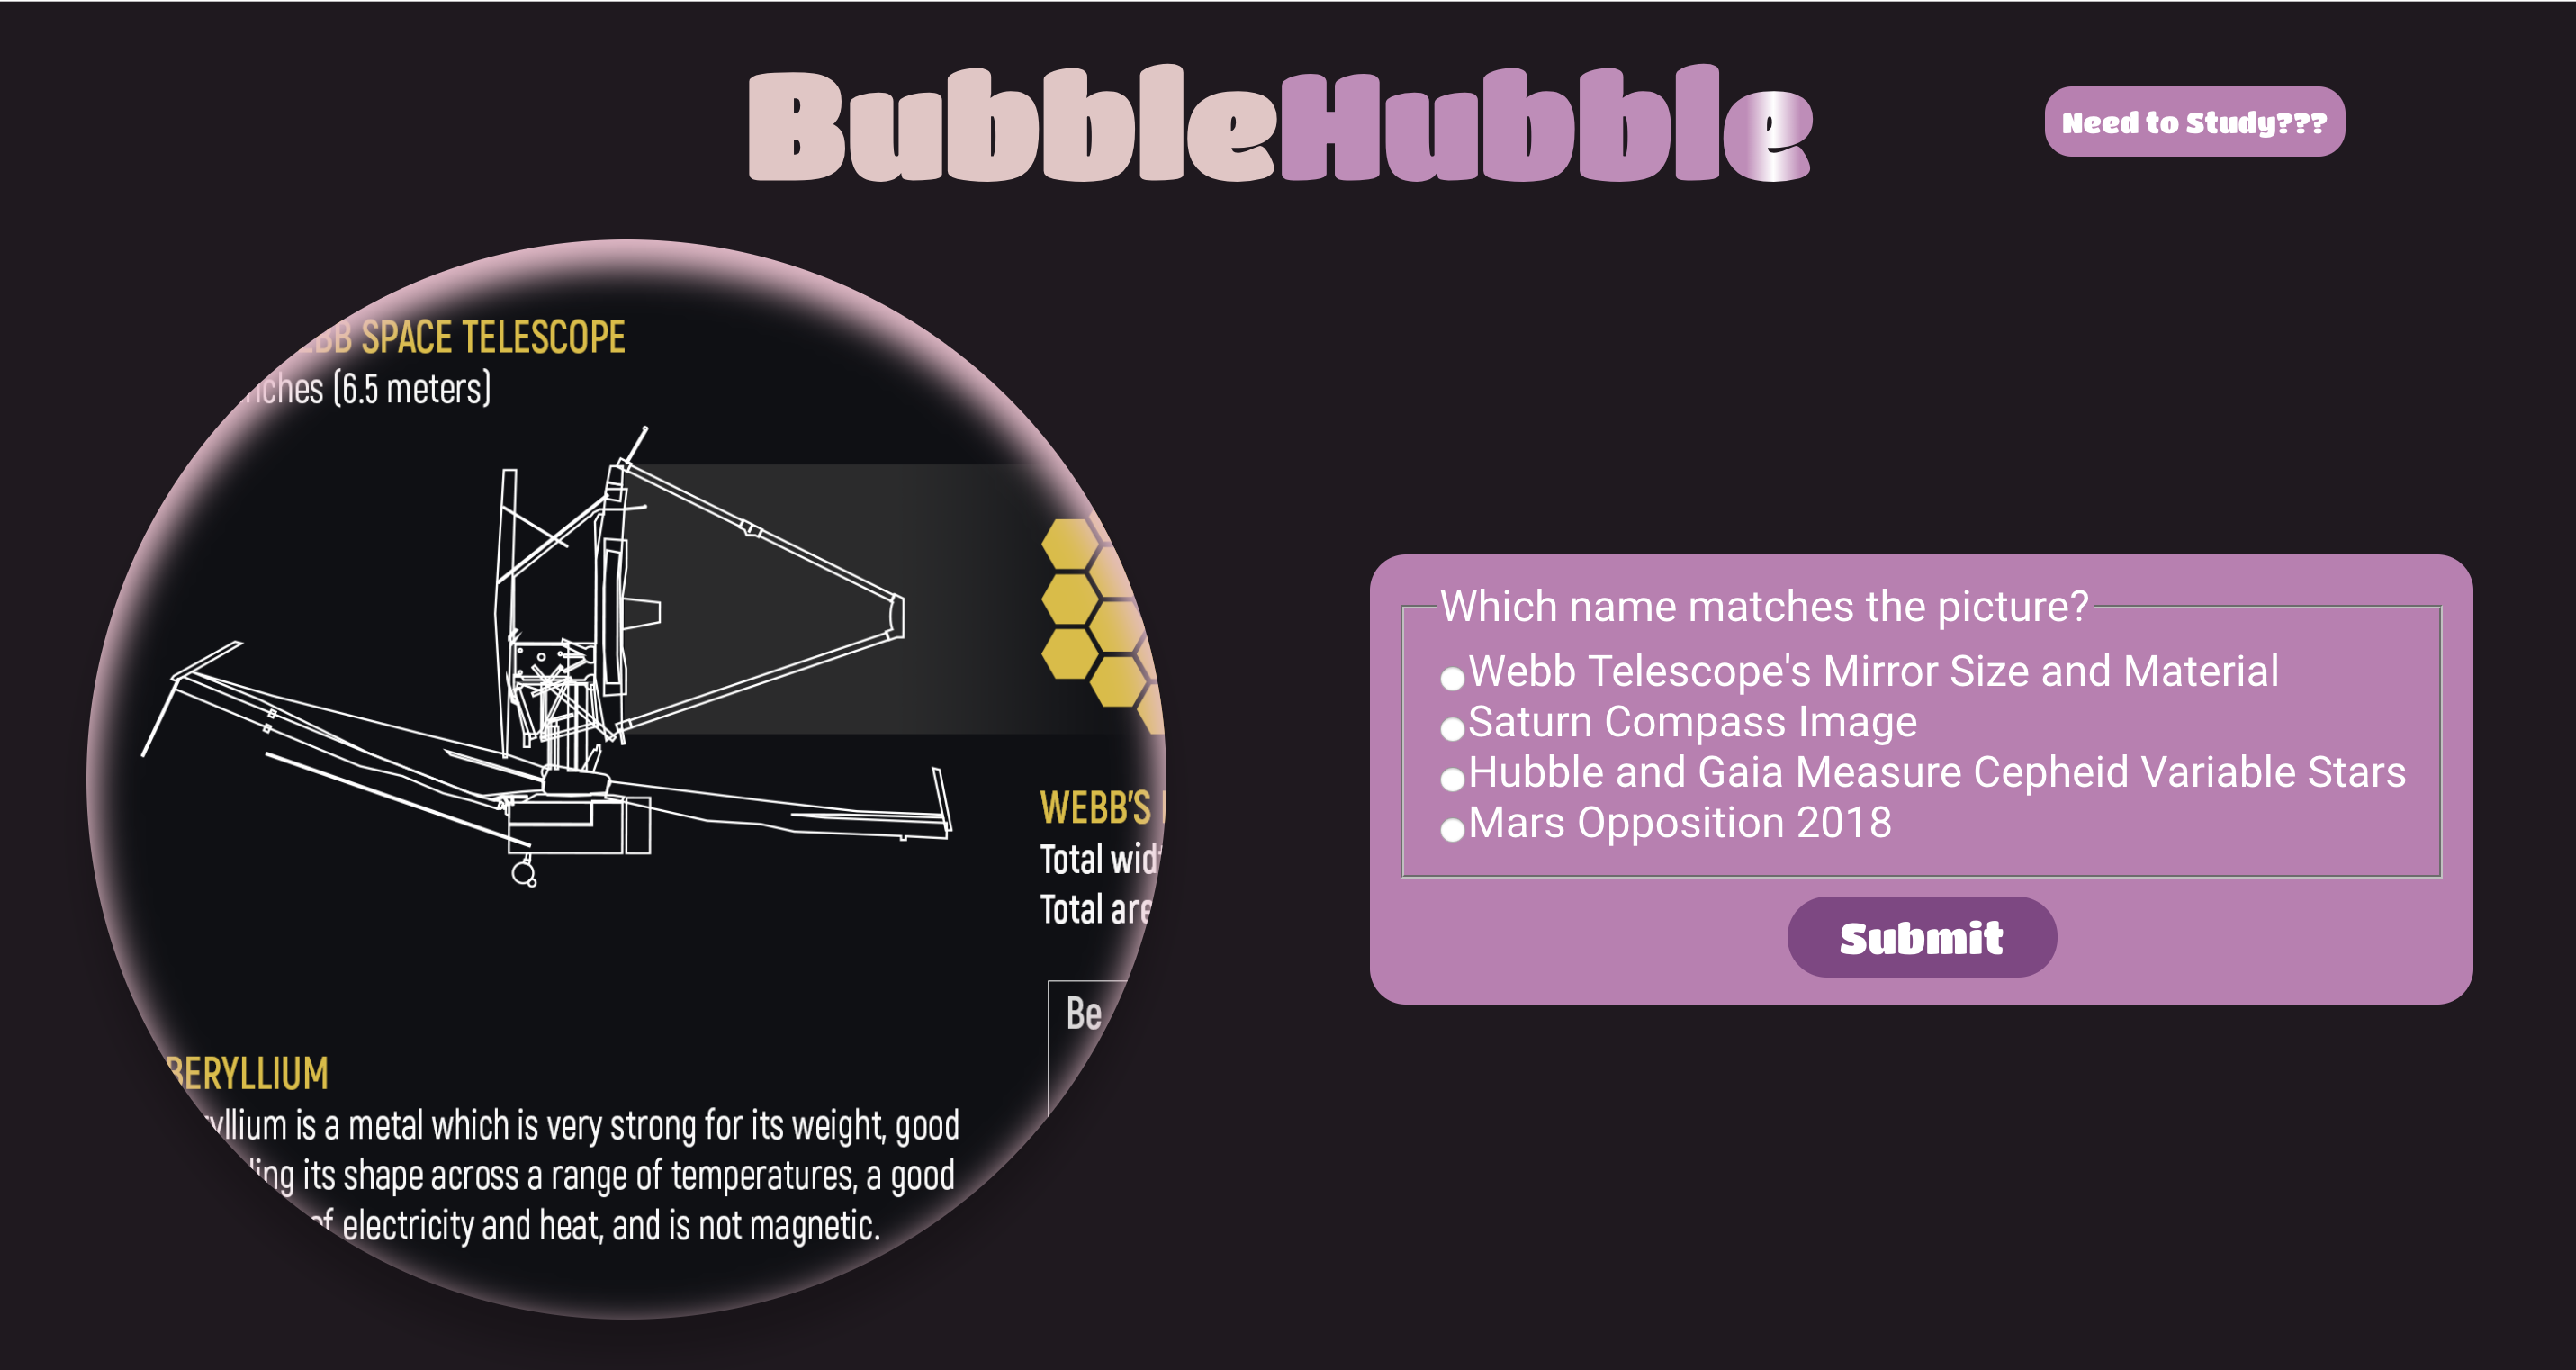 BubbleHubble
Need to Study???
SPACE TELESCOPE
(6.5 meters)
WEBB'S
Total
Total
Be
BERYLLIUM
is a metal which is very strong for its weight, good
its shape across a range of temperatures, a good
of electricity and heat, and is not magnetic.
Which name matches the picture?
Webb Telescope's Mirror Size and Material
Saturn Compass Image
Hubble and Gaia Measure Cepheid Variable Stars
Mars Opposition 2018
Submit